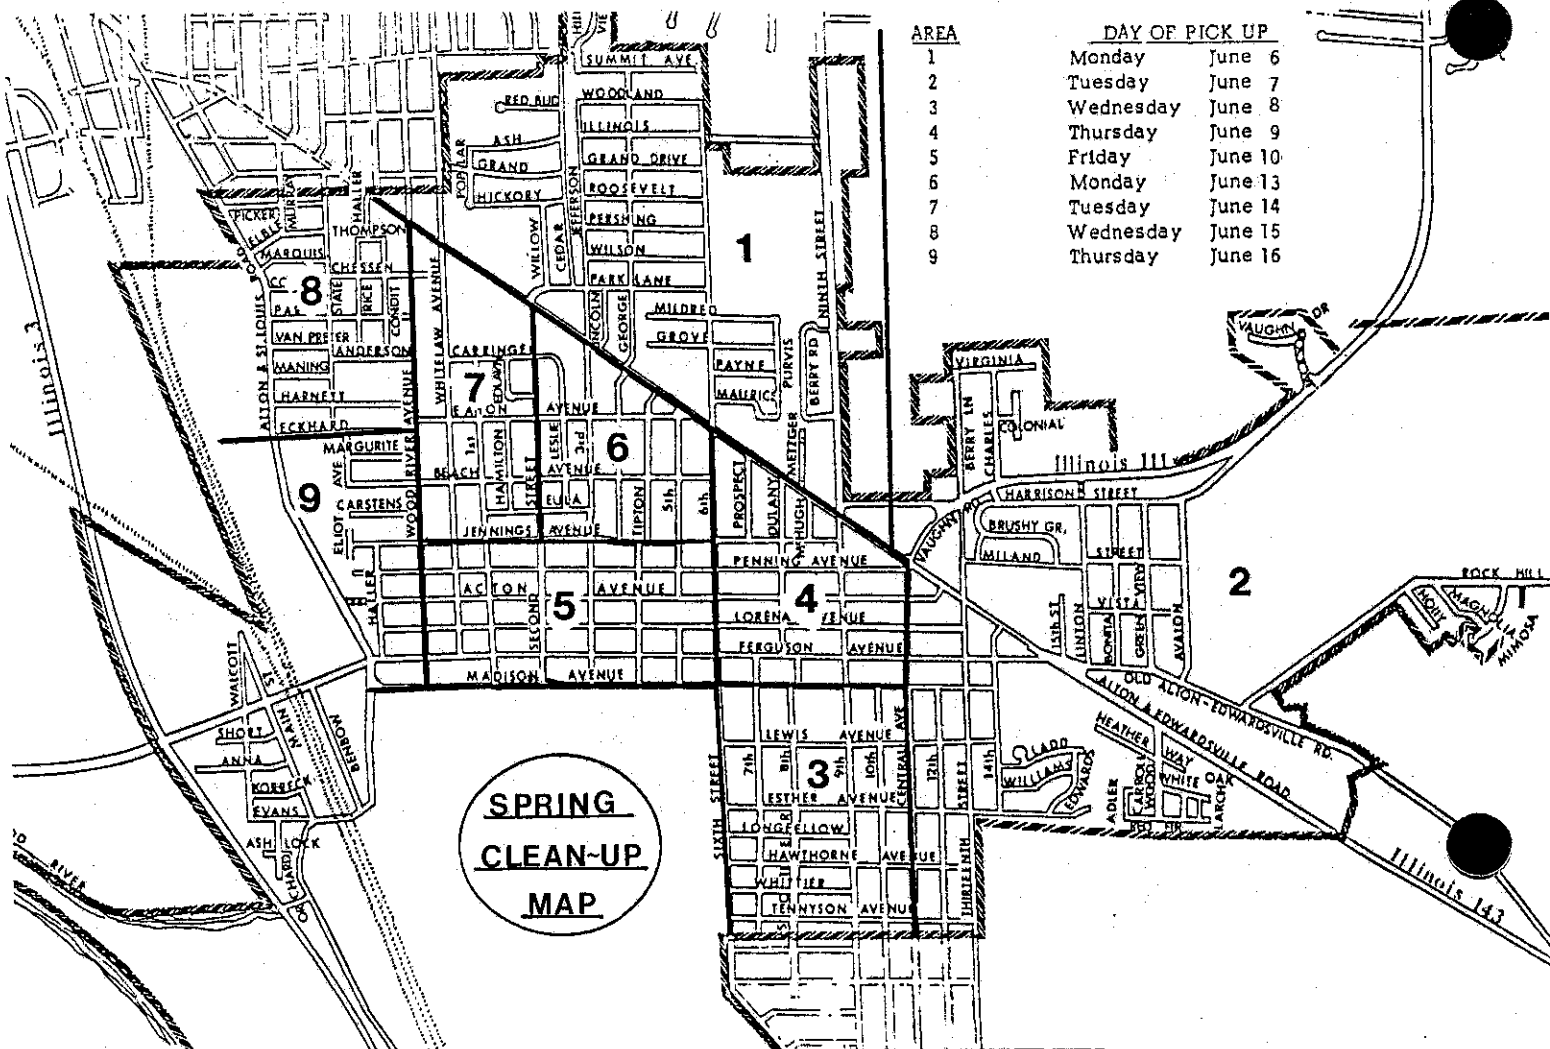 AREA DAY OF PICK UP
1 Monday June 6
2 Tuesday June 7
3 Wednesday June 8
4 Thursday June 9
5 Friday June 10
6 Monday June 13
7 Tuesday June 14
8 Wednesday June 15
9 Thursday June 16
SUMMIT AVE
WOODLAND
RED BUD
ILLINOIS
ASH
GRAND
GRAND DRIVE
HICKORY
ROOSEVELT
POPLAR
JEFFERSON
PERSHING
WILSON
PARK LANE
WILLOW
CEDAR
LINCOLN
GEORGE
MILDRED
GROVE
PAYNE
MAURICE
PURVIS
BERRY RD
NINTH STREET
1
PICKER
MURRAY
HALLER
ELBLE
THOMPSON
MARQUIS
CHESSEN
8
STATE
RICE
CONDIT
VAN PRETER
ANDERSON
MANING
HARNETT
ECKHARD
MARGURITE
ALTON & ST LOUIS ROAD
Illinois 3
WHITELAW AVENUE
WOOD RIVER AVENUE
7
EATON AVENUE
1st
HAMILTON
STREET
LESLIE
3rd
6
BEACH AVENUE
EULA
TIPTON
5th
6th
JENNINGS AVENUE
9
ELIOT AVE
CARSTENS
HALLER
PROSPECT
DULANY
McHUGH
METZGER
PENNING AVENUE
ACTON AVENUE
5
SECOND
4
LORENA AVENUE
FERGUSON AVENUE
MADISON AVENUE
VIRGINIA
BERRY LN
CHARLES
COLONIAL
VAUGHN DR
Illinois 111
HARRISON STREET
VAUGHN RD
BRUSHY GR.
MILAND STREET
2
VISTA
15th ST
LINTON
BONITA
GREEN VIEW
AVALON
ROCK HILL
HOLLY
MAGNOLIA
MIMOSA
OLD ALTON-EDWARDSVILLE RD.
ALTON & EDWARDSVILLE ROAD
HEATHER WAY
CARROLL WOOD
WHITE OAK
LARCH
ADLER
FIR
LADD
WILLIAMS
EDWARDS
LEWIS AVENUE
SIXTH STREET
7th
8th
3
9th
10th
CENTRAL AVE
12th
THIRTEENTH STREET
14th
ESTHER AVENUE
LONGFELLOW
HAWTHORNE AVENUE
WHITTIER
TENNYSON AVENUE
Illinois 143
WALCOTT
SHORT
ANNA
MAIN ST
BENBOW
KOBECK
EVANS
ASHLOCK
ORCHARD
RIVER
SPRING
CLEAN-UP
MAP